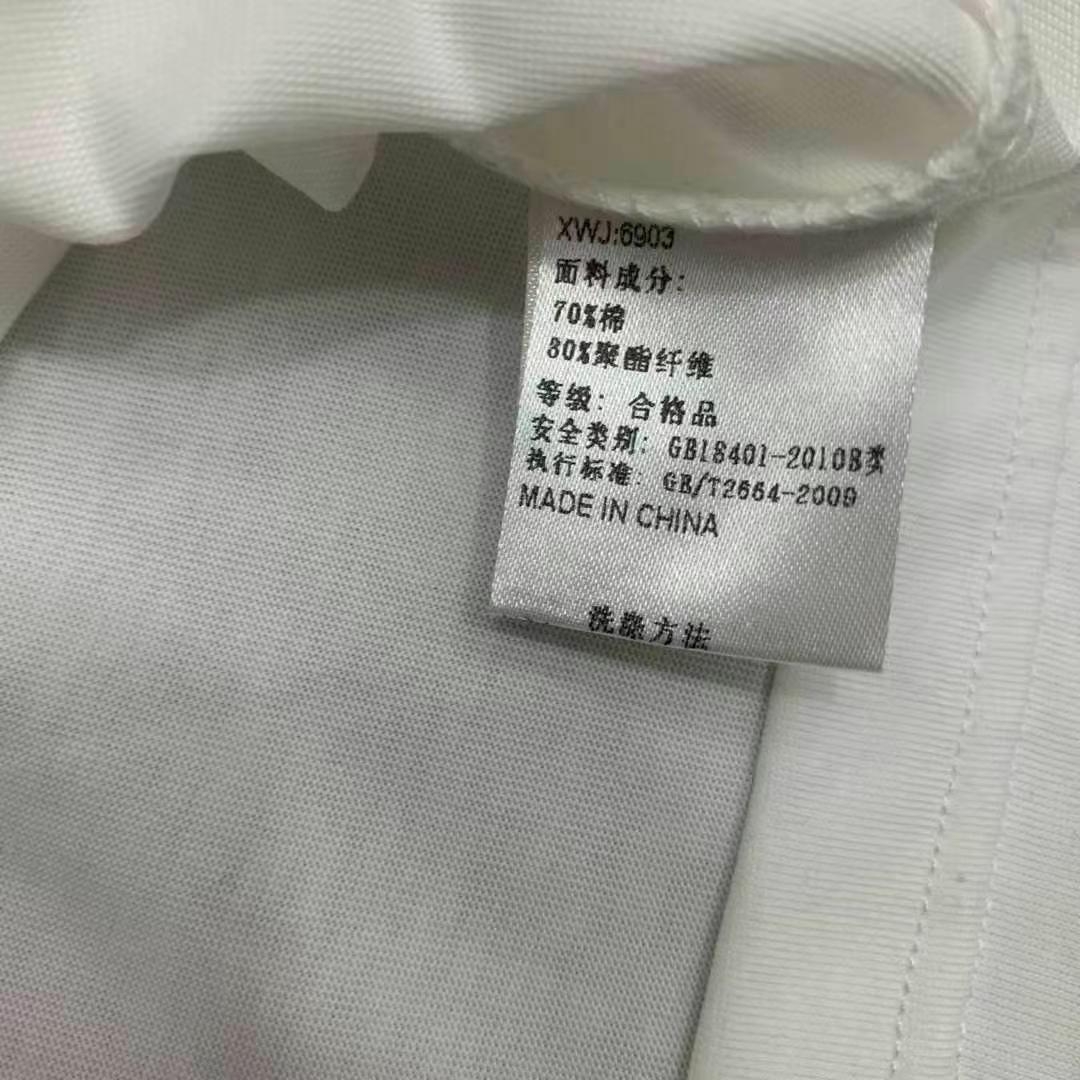 XWJ:6903
面料成分:
70%棉
30%聚酯纤维
等级: 合格品
安全类别: GB18401-2010B类
执行标准: GB/T2664-2009
MADE IN CHINA
洗涤方法